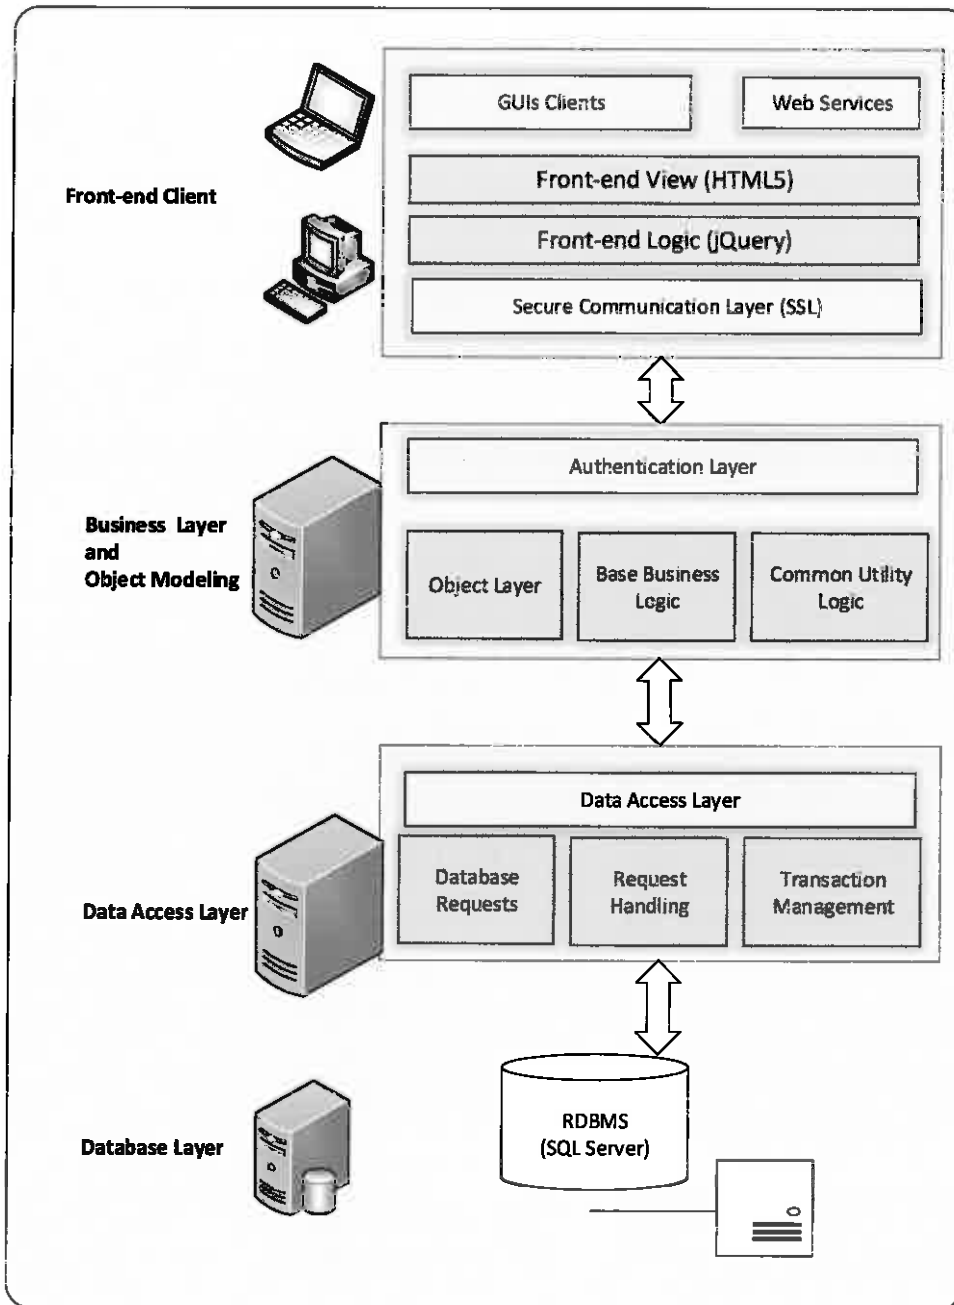 GUIs Clients
Web Services
Front-end View (HTML5)
Front-end Client
Front-end Logic (jQuery)
Secure Communication Layer (SSL)
Authentication Layer
Business Layer
and
Object Modeling
Object Layer
Base Business
Logic
Common Utility
Logic
Data Access Layer
Database
Requests
Request
Handling
Transaction
Management
Data Access Layer
RDBMS
(SQL Server)
Database Layer